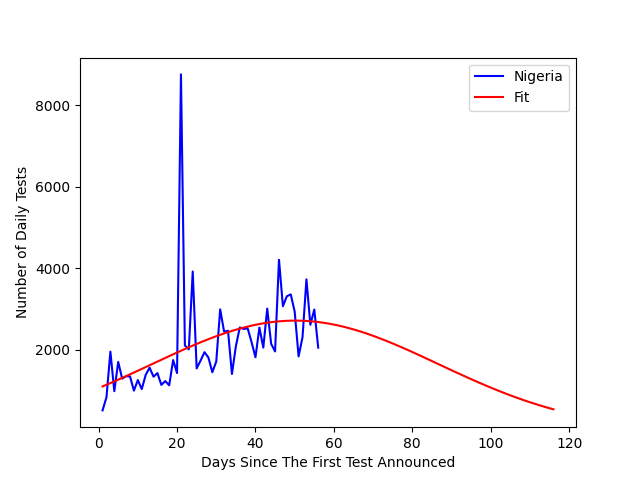 Nigeria
Fit
8000
6000
4000
2000
Number of Daily Tests
0 20 40 60 80 100 120
Days Since The First Test Announced